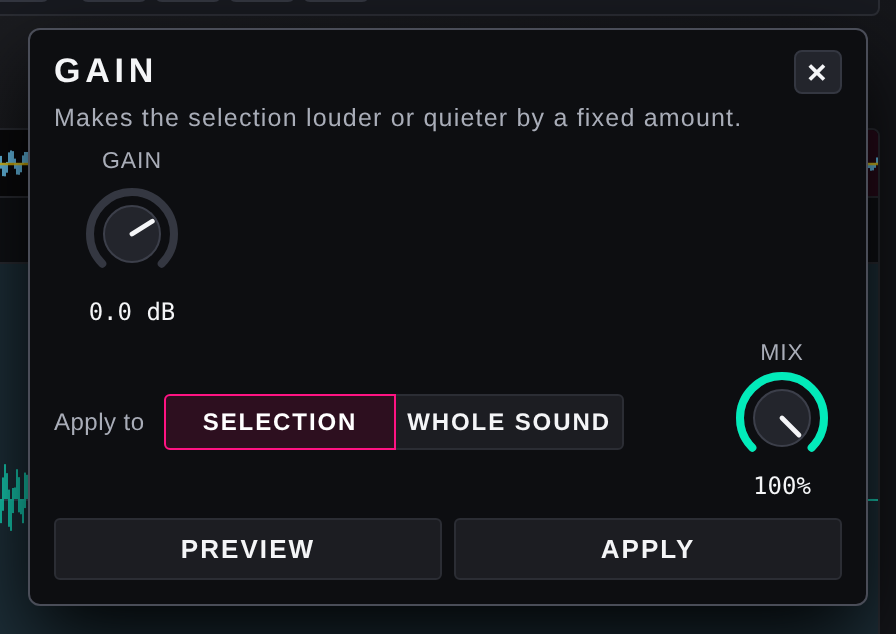 GAIN
Makes the selection louder or quieter by a fixed amount.
GAIN
0.0 dB
MIX
Apply to SELECTION WHOLE SOUND
100%
PREVIEW APPLY